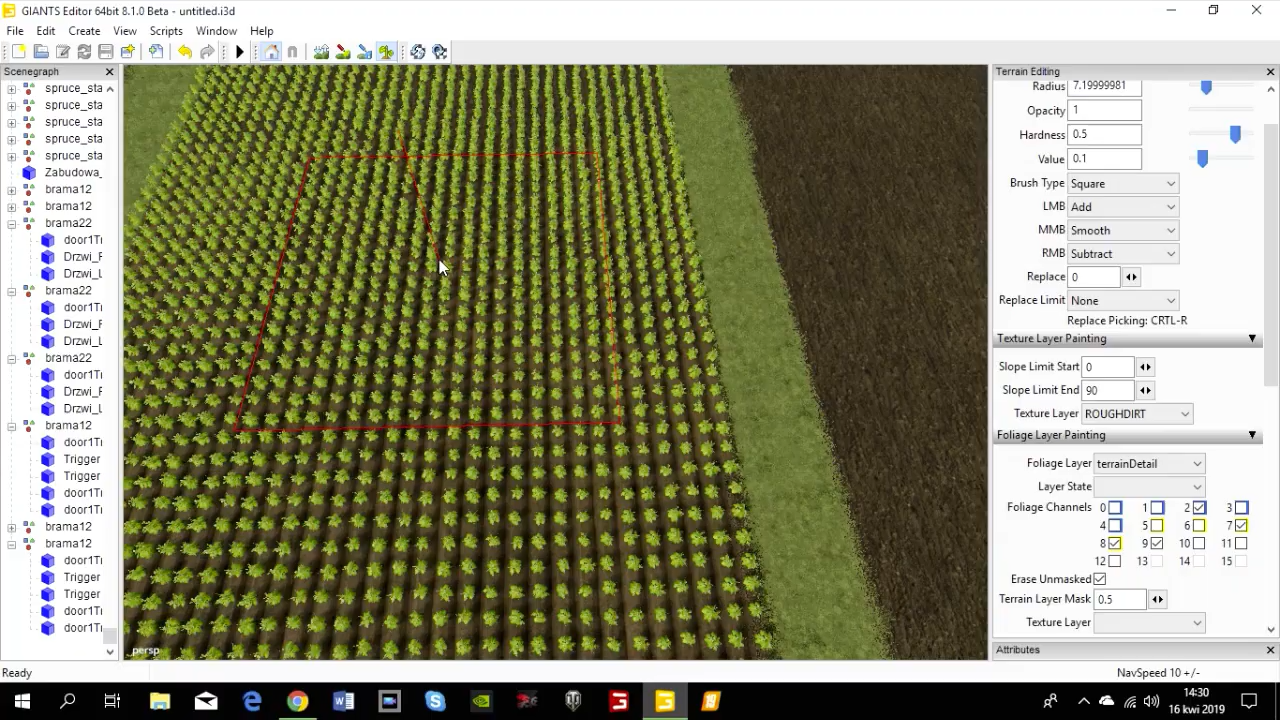 GIANTS Editor 64bit 8.1.0 Beta - untitled.i3d
File Edit Create View Scripts Window Help
Scenegraph
spruce_sta
spruce_sta
spruce_sta
spruce_sta
spruce_sta
Zabudowa_
brama12
brama12
brama22
door1Tr
Drzwi_F
Drzwi_L
brama22
door1Tr
Drzwi_F
Drzwi_L
brama22
door1Tr
Drzwi_F
Drzwi_L
brama12
door1Tr
Trigger
Trigger
door1Tr
door1Tr
brama12
brama12
door1Tr
Trigger
Trigger
door1Tr
door1Tr
persp
Terrain Editing
Radius 7.19999981
Opacity 1
Hardness 0.5
Value 0.1
Brush Type Square
LMB Add
MMB Smooth
RMB Subtract
Replace 0
Replace Limit None
Replace Picking: CRTL-R
Texture Layer Painting
Slope Limit Start 0
Slope Limit End 90
Texture Layer ROUGHDIRT
Foliage Layer Painting
Foliage Layer terrainDetail
Layer State
Foliage Channels 0 1 2 3
4 5 6 7
8 9 10 11
12 13 14 15
Erase Unmasked
Terrain Layer Mask 0.5
Texture Layer
Attributes
Ready
NavSpeed 10 +/-
14:30
16 kwi 2019